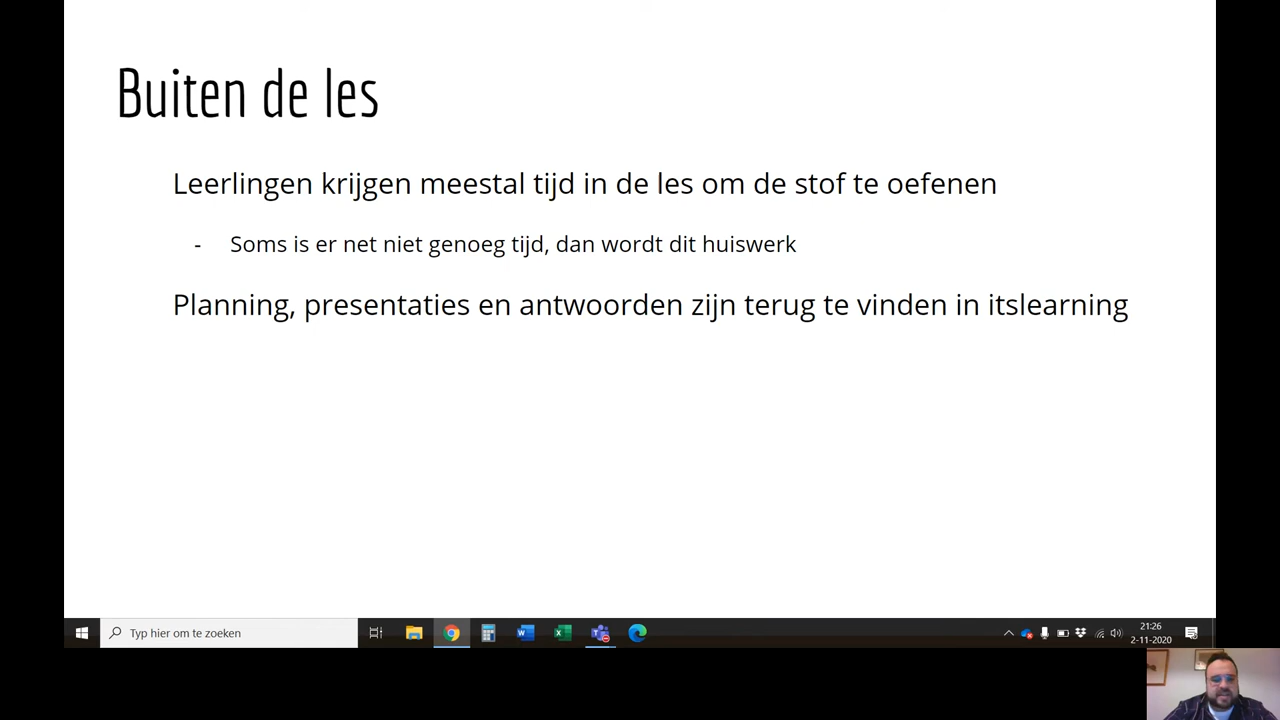 Buiten de les
Leerlingen krijgen meestal tijd in de les om de stof te oefenen
- Soms is er net niet genoeg tijd, dan wordt dit huiswerk
Planning, presentaties en antwoorden zijn terug te vinden in itslearning
Typ hier om te zoeken
21:26
2-11-2020